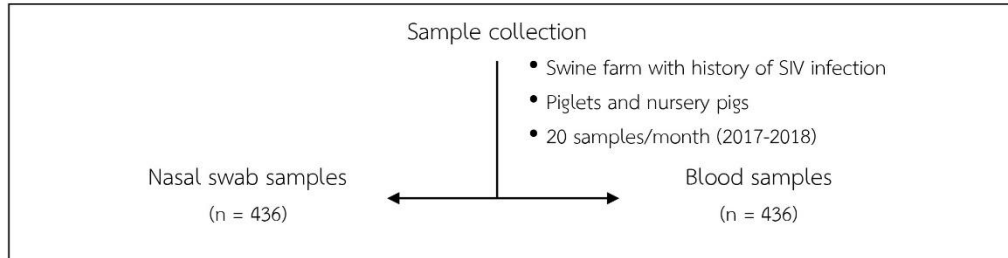 Sample collection
• Swine farm with history of SIV infection
• Piglets and nursery pigs
• 20 samples/month (2017-2018)
Nasal swab samples
(n = 436)
Blood samples
(n = 436)